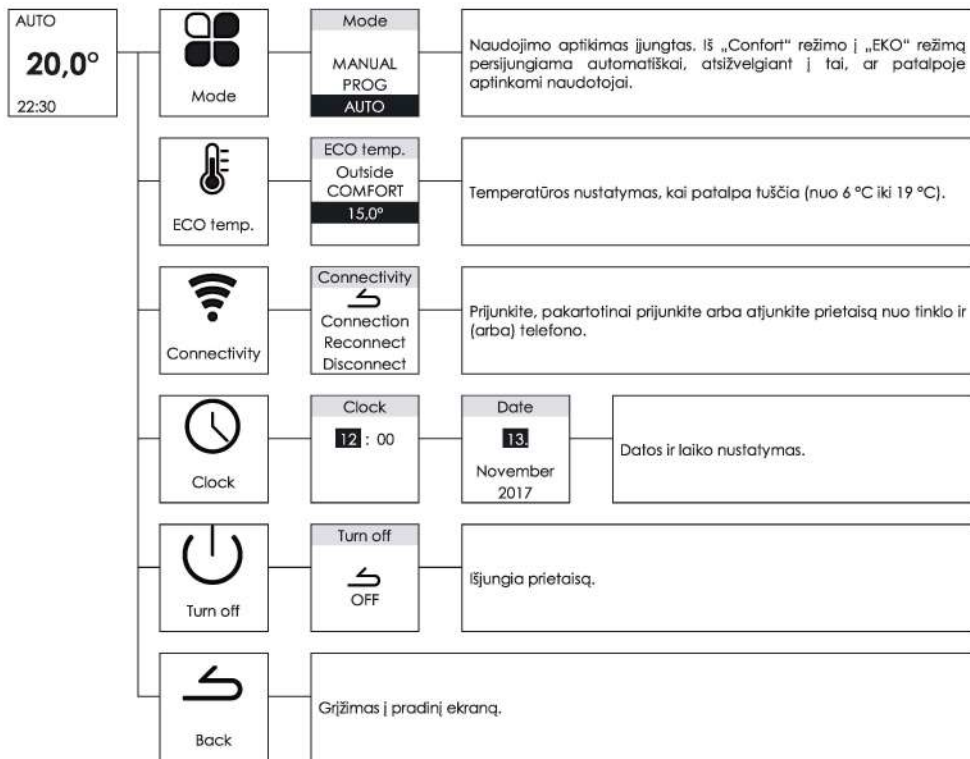 AUTO
20,0°
22:30
Mode
Mode
MANUAL
PROG
AUTO
Naudojimo aptikimas įjungtas. Iš „Confort“ režimo į „EKO“ režimą
persijungiama automatiškai, atsižvelgiant į tai, ar patalpoje
aptinkami naudotojai.
ECO temp.
ECO temp.
Outside
COMFORT
15,0°
Temperatūros nustatymas, kai patalpa tuščia (nuo 6 °C iki 19 °C).
Connectivity
Connectivity
Connection
Reconnect
Disconnect
Prijunkite, pakartotinai prijunkite arba atjunkite prietaisą nuo tinklo ir
(arba) telefono.
Clock
Clock
12 : 00
Date
13.
November
2017
Datos ir laiko nustatymas.
Turn off
Turn off
OFF
Išjungia prietaisą.
Back
Grįžimas į pradinį ekraną.